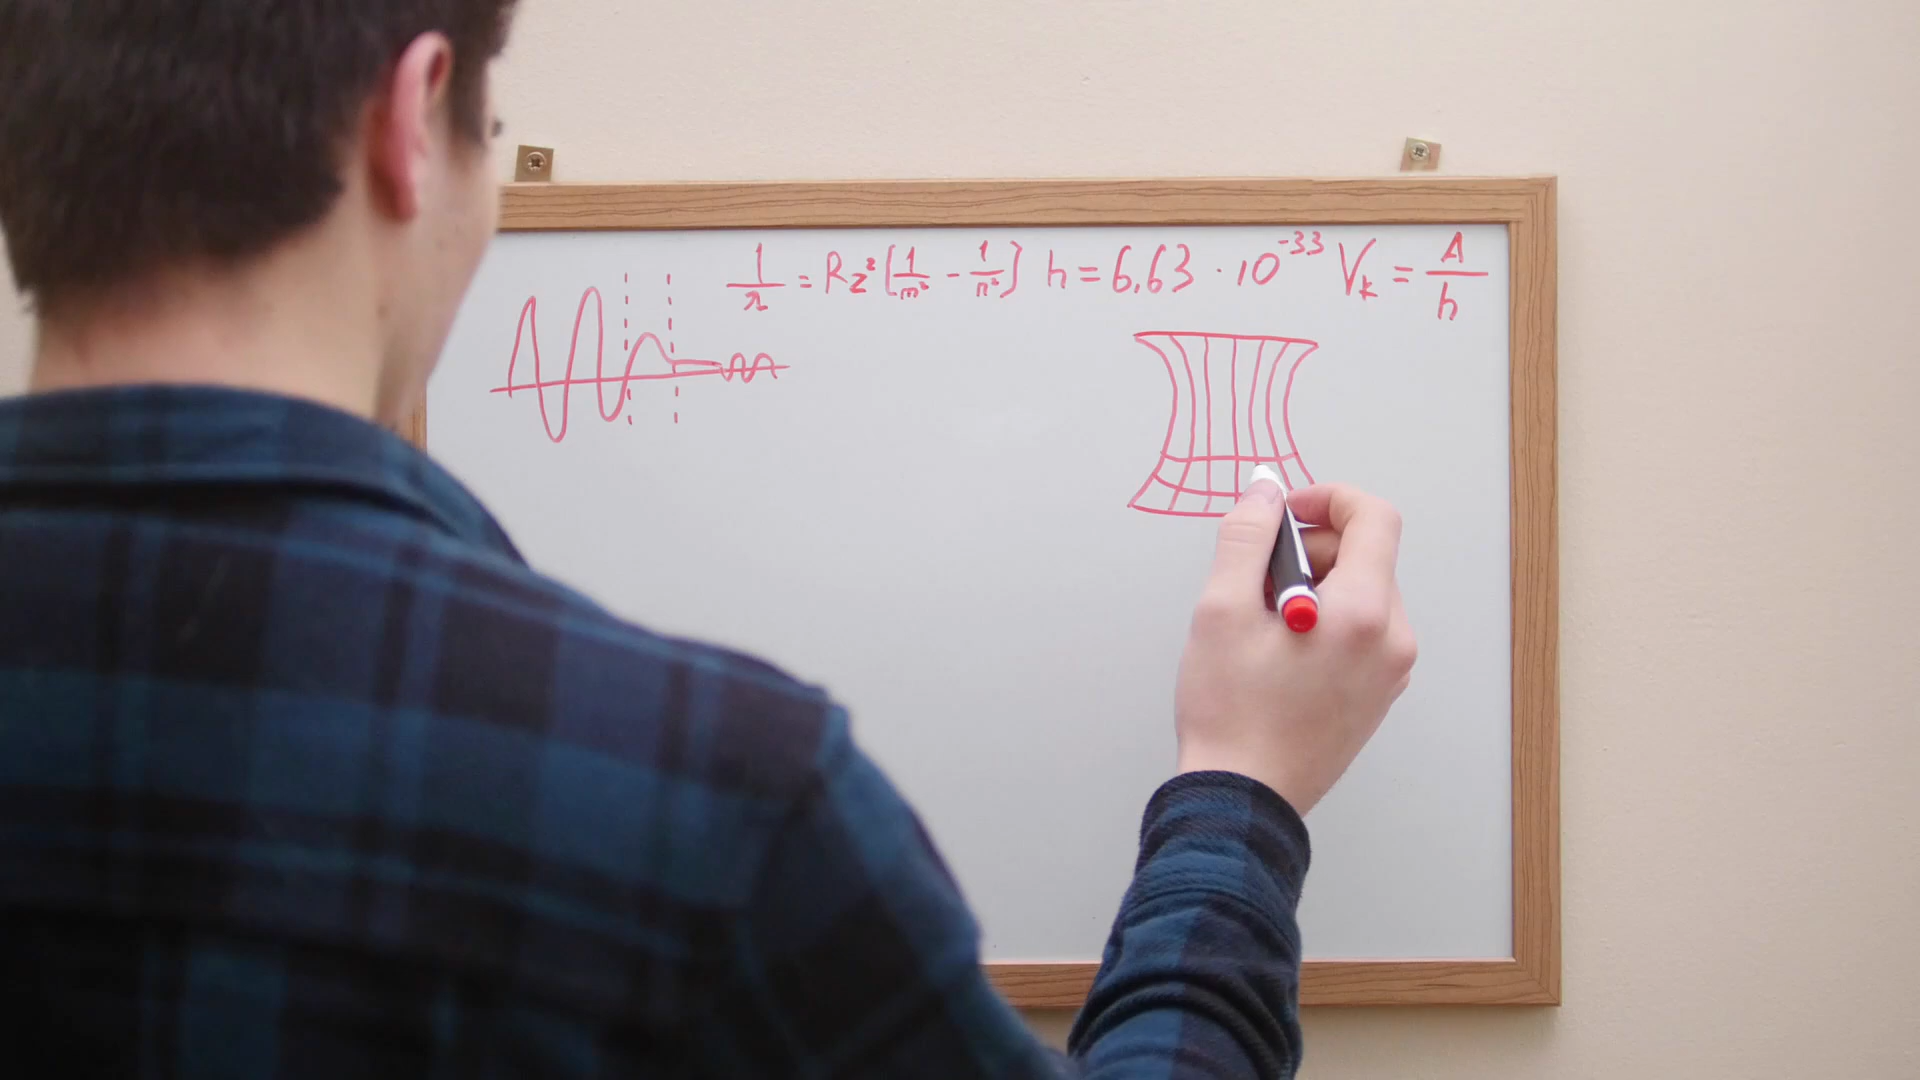 1/λ = Rz²[1/m² - 1/n²] h = 6,63 · 10⁻³³ Vₖ = A/h